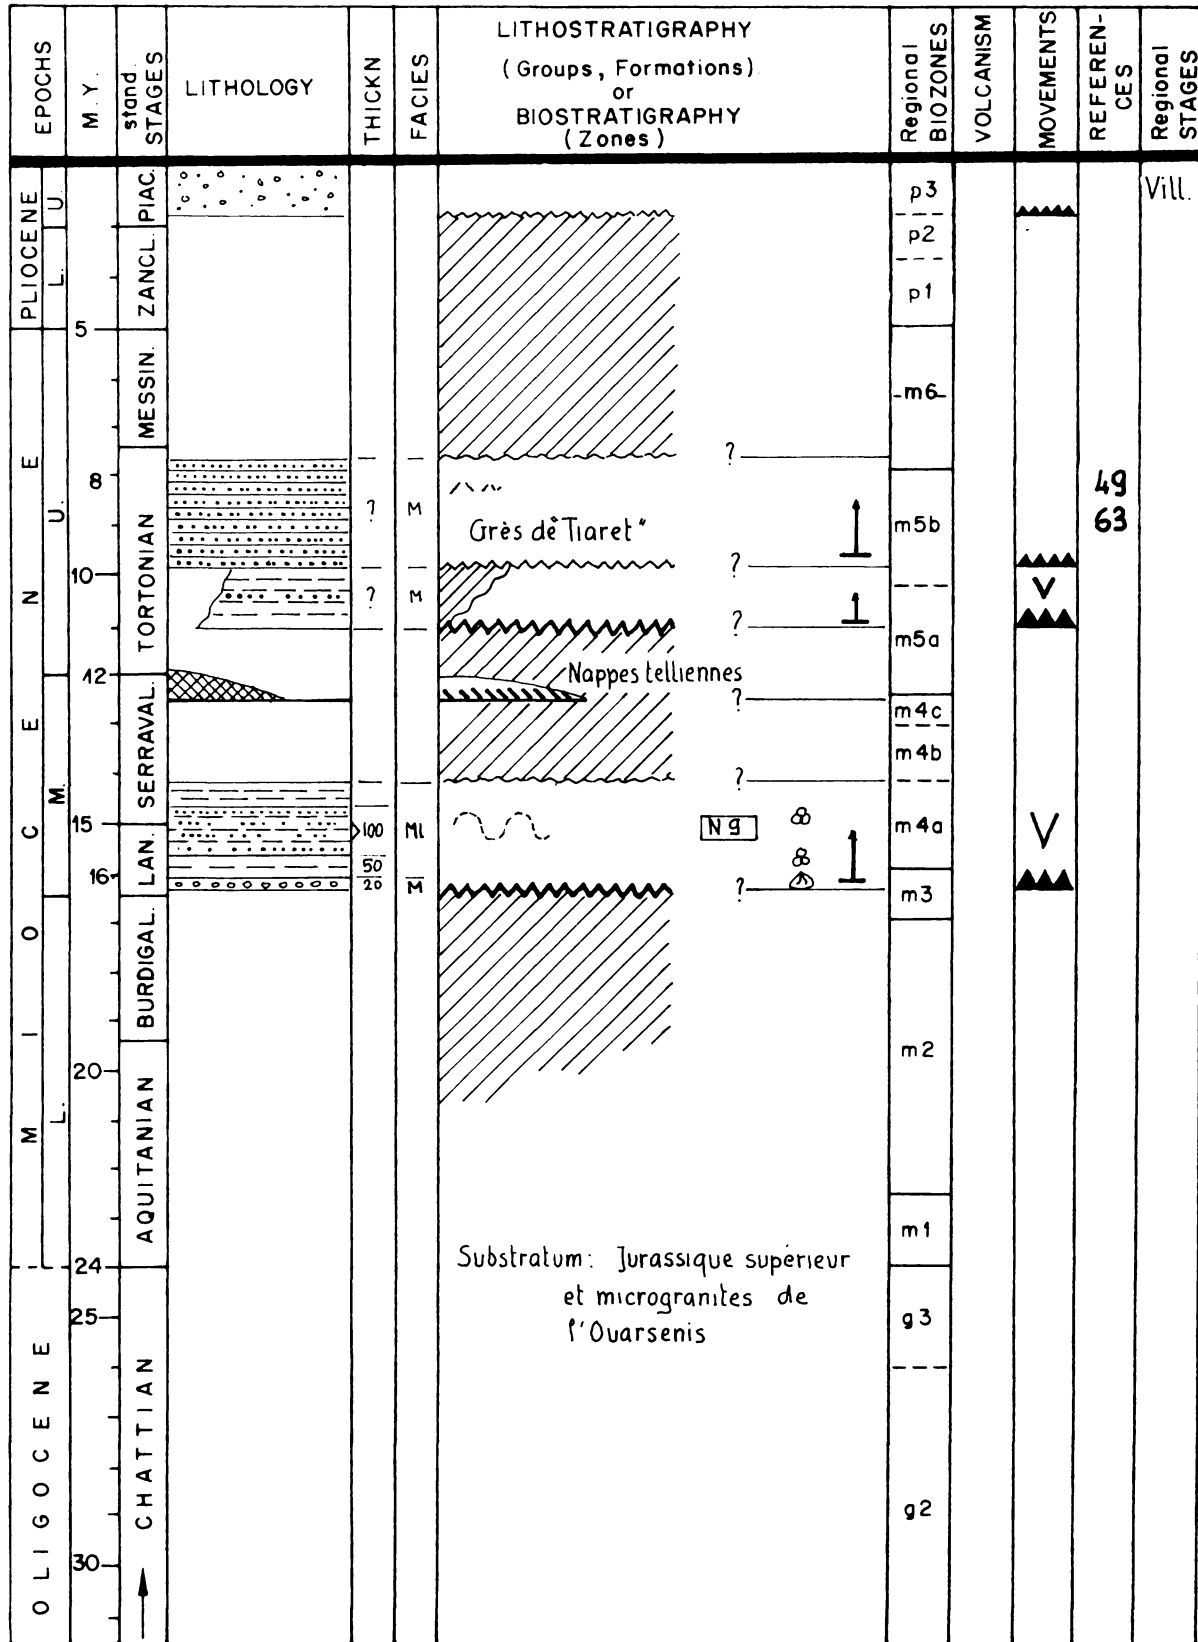 EPOCHS
M.Y.
stand. STAGES
LITHOLOGY
THICKN
FACIES
LITHOSTRATIGRAPHY
(Groups, Formations)
or
BIOSTRATIGRAPHY
(Zones)
Regional BIOZONES
VOLCANISM
MOVEMENTS
REFEREN-
CES
Regional STAGES
PLIOCENE
U.
L.
PIAC.
ZANCL.
p3
Vill.
p2
p1
5
MIOCENE
U.
MESSIN.
m6
?
8
TORTONIAN
?
M
Grès de "Tiaret"
m5b
49
63
10
?
?
M
?
m5a
12
Nappes telliennes
?
M.
SERRAVAL.
m4c
m4b
?
15
LAN.
100
Ml
N9
m4a
50
16
20
M
?
m3
L.
BURDIGAL.
m2
20
AQUITANIAN
m1
24
Substratum: Jurassique supérieur
et microgranites de
l'Ouarsenis
25
g3
OLIGOCENE
CHATTIAN
g2
30